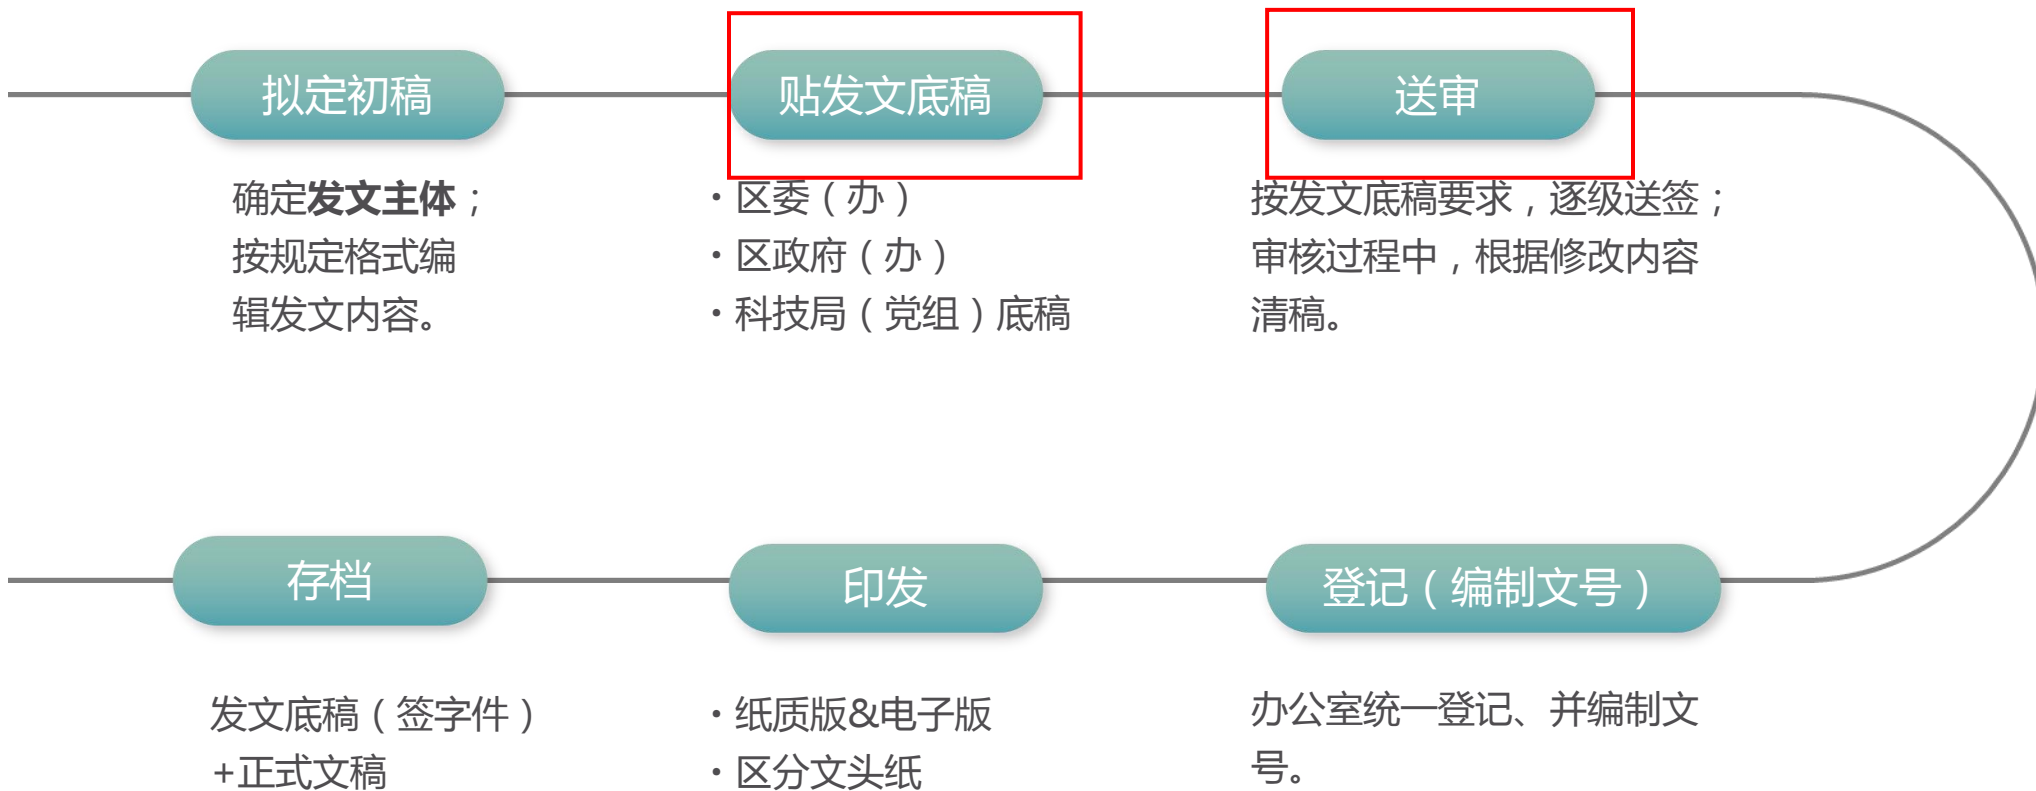 拟定初稿
贴发文底稿
送审
确定发文主体；
按规定格式编
辑发文内容。
·区委（办）
·区政府（办）
·科技局（党组）底稿
按发文底稿要求，逐级送签；
审核过程中，根据修改内容
清稿。
存档
印发
登记（编制文号）
发文底稿（签字件）
+正式文稿
·纸质版&电子版
·区分文头纸
办公室统一登记、并编制文
号。